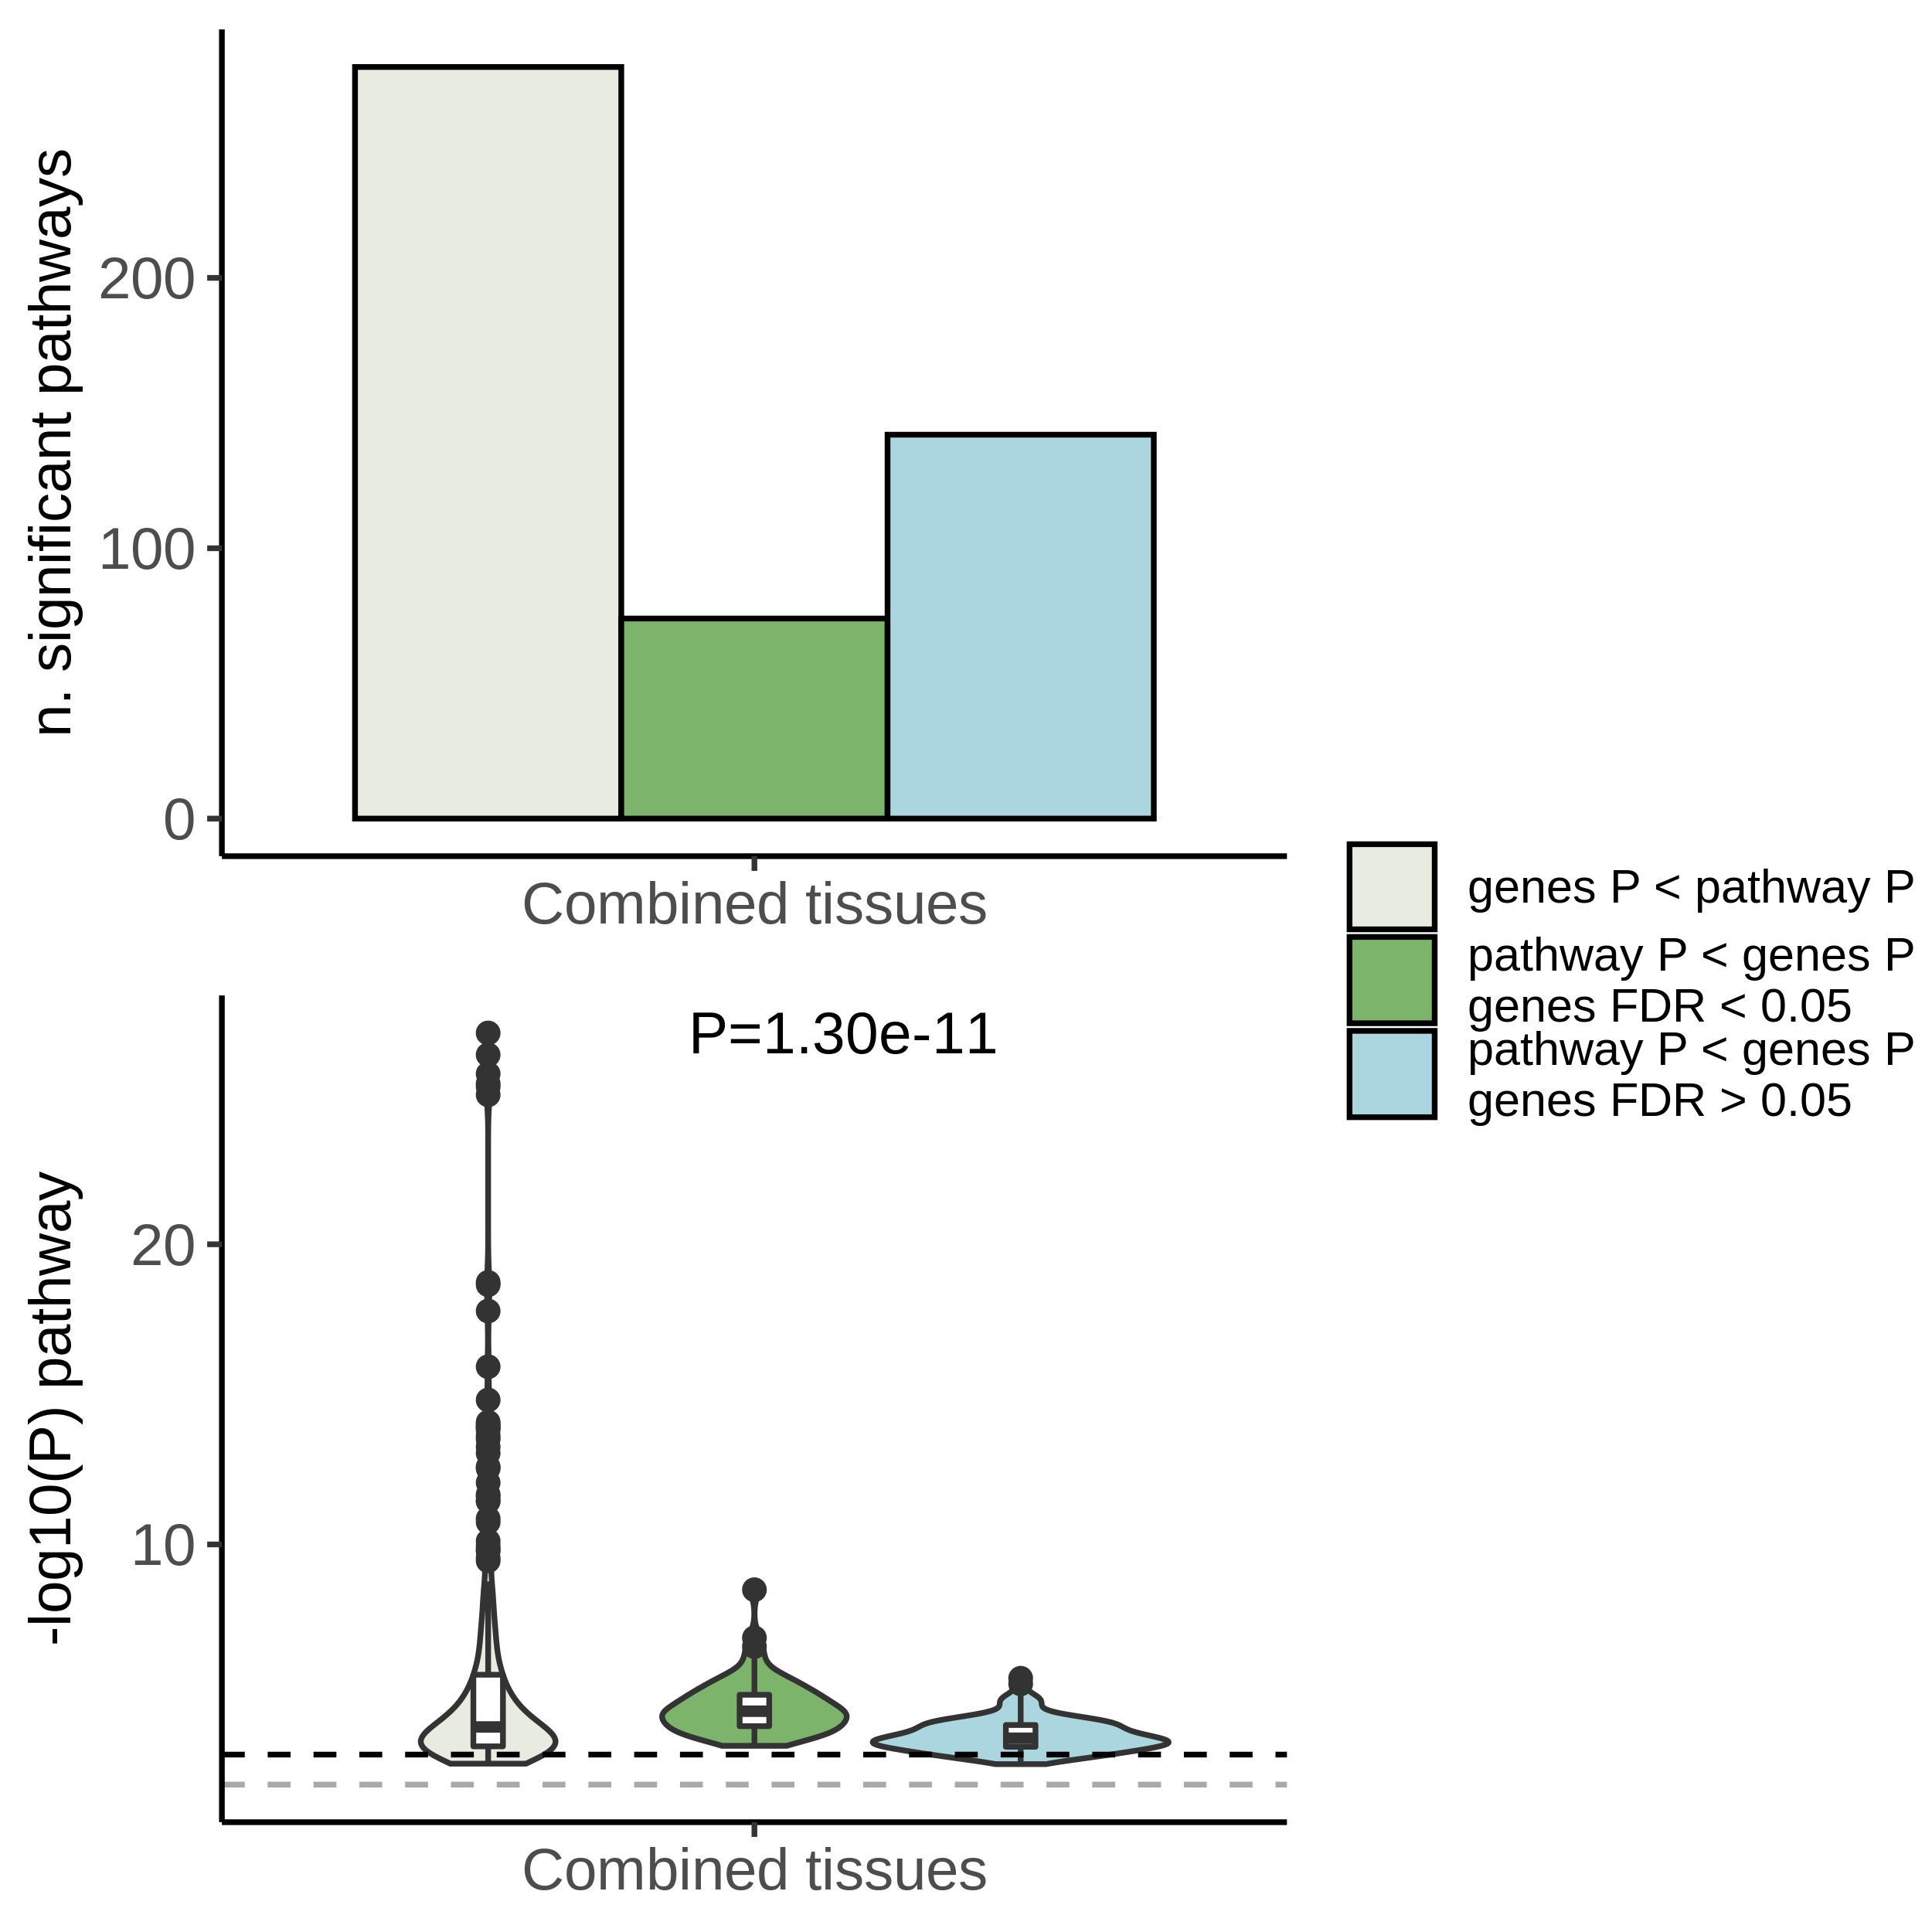 n. significant pathways
200
100
0
Combined tissues
genes P < pathway P
pathway P < genes P
genes FDR < 0.05
pathway P < genes P
genes FDR > 0.05
P=1.30e-11
-log10(P) pathway
20
10
Combined tissues